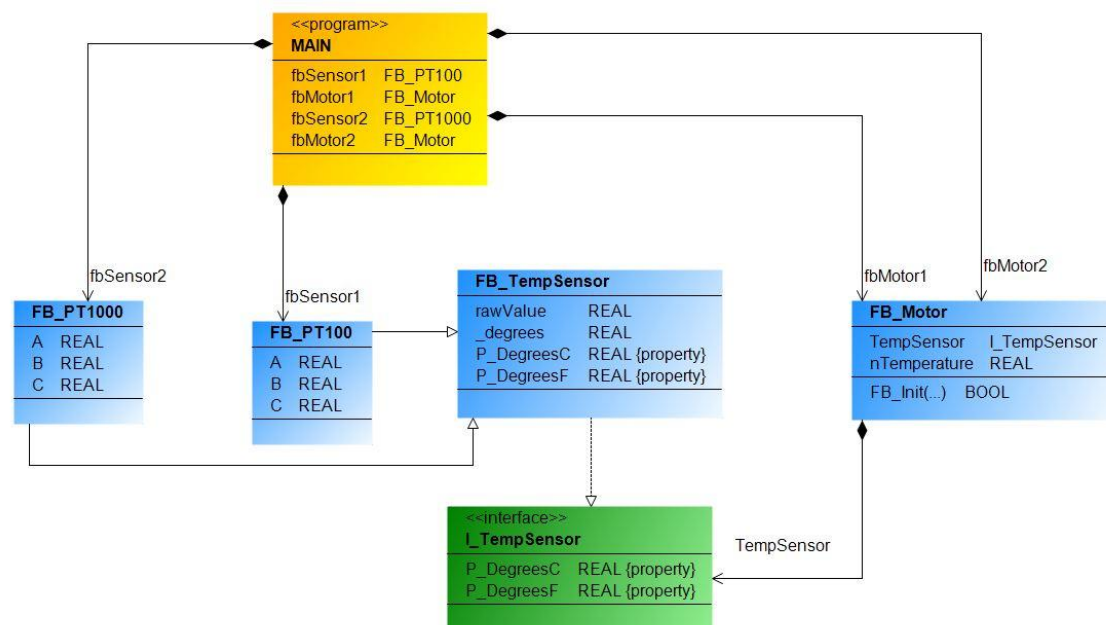 <<program>>
MAIN
fbSensor1 FB_PT100
fbMotor1 FB_Motor
fbSensor2 FB_PT1000
fbMotor2 FB_Motor
fbSensor2
fbSensor1
fbMotor1
fbMotor2
FB_PT1000
A REAL
B REAL
C REAL
FB_PT100
A REAL
B REAL
C REAL
FB_TempSensor
rawValue REAL
_degrees REAL
P_DegreesC REAL {property}
P_DegreesF REAL {property}
FB_Motor
TempSensor I_TempSensor
nTemperature REAL
FB_Init(...) BOOL
<<interface>>
I_TempSensor
P_DegreesC REAL {property}
P_DegreesF REAL {property}
TempSensor